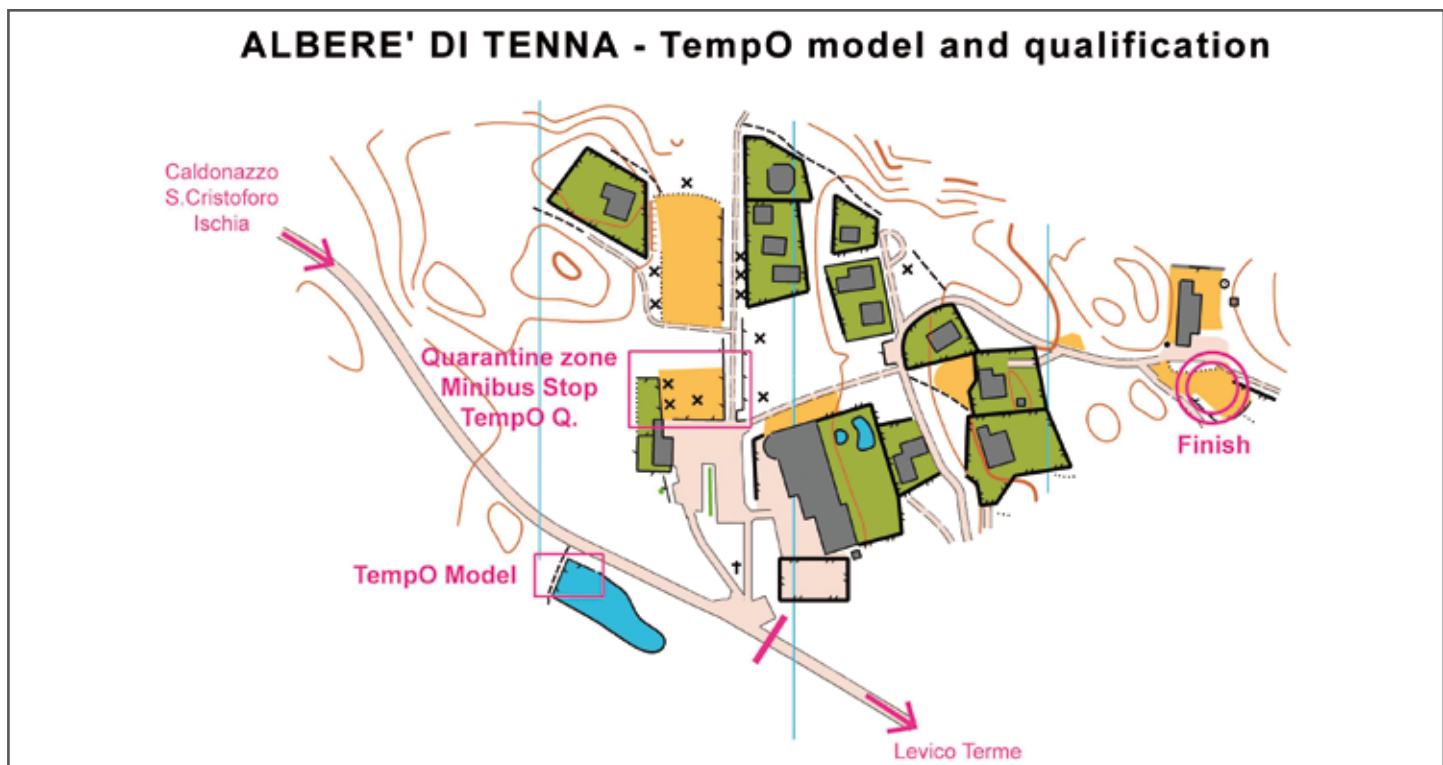 ALBERE' DI TENNA - TempO model and qualification
Caldonazzo
S.Cristoforo
Ischia
Quarantine zone
Minibus Stop
TempO Q.
Finish
TempO Model
Levico Terme